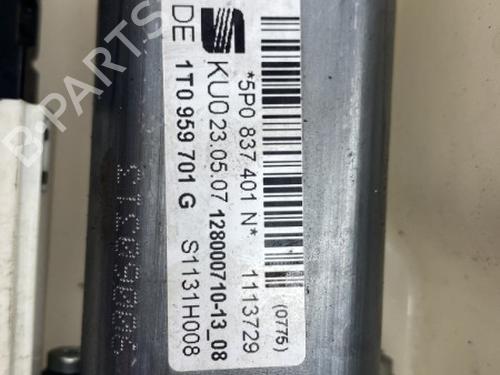 *5P0 837 401 N* 1113729
(0775)
KU0 23.05.07 128000710-13_08
DE 1T0 959 701 G S1131H008
B-PARTS